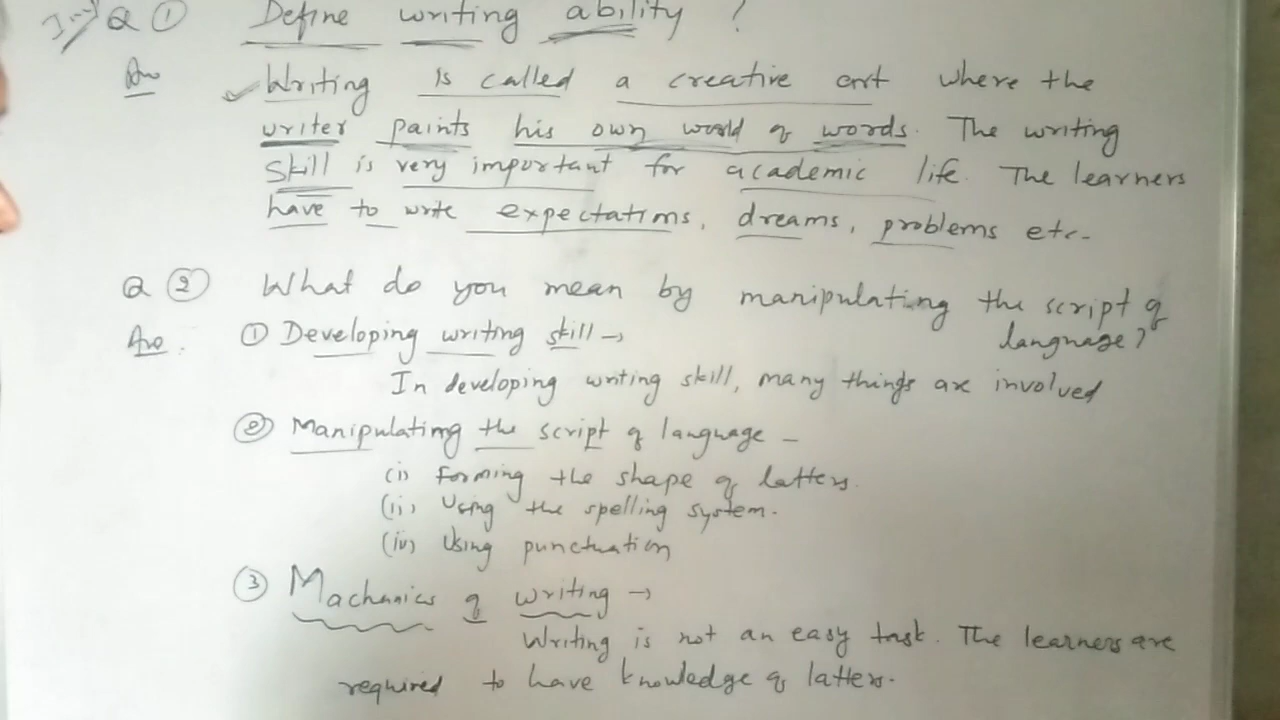 Imp Q ① Define writing ability ?
Ans Writing is called a creative art where the
writer paints his own world of words. The writing
skill is very important for academic life. The learners
have to write expectations, dreams, problems etc.
Q ② What do you mean by manipulating the script of
language?
Ans. ① Developing writing skill →
In developing writing skill, many things are involved
② Manipulating the script of language -
(i) forming the shape of latters.
(ii) Using the spelling system.
(iv) Using punctuation
③ Machanics of writing →
Writing is not an easy task. The learners are
required to have knowledge of latters.